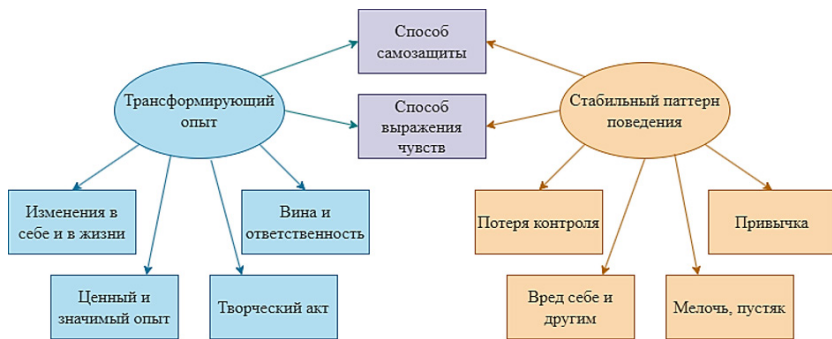 Способ
самозащиты
Трансформирующий
опыт
Способ
выражения
чувств
Стабильный паттерн
поведения
Изменения в
себе и в жизни
Вина и
ответственность
Потеря контроля
Привычка
Ценный и
значимый опыт
Творческий акт
Вред себе и
другим
Мелочь, пустяк